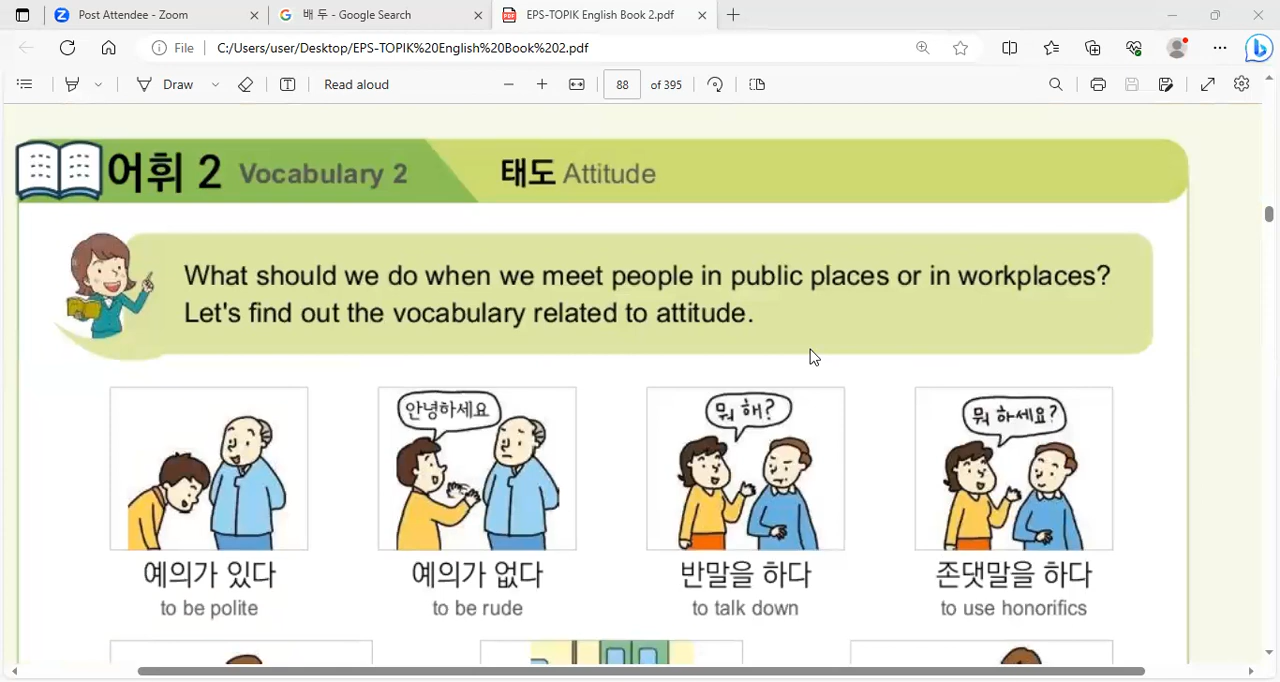 Post Attendee - Zoom
배 두 - Google Search
EPS-TOPIK English Book 2.pdf
File
C:/Users/user/Desktop/EPS-TOPIK%20English%20Book%202.pdf
Draw
Read aloud
88 of 395
어휘 2 Vocabulary 2 태도 Attitude
What should we do when we meet people in public places or in workplaces?
Let's find out the vocabulary related to attitude.
안녕하세요
뭐 해?
뭐 하세요?
예의가 있다
예의가 없다
반말을 하다
존댓말을 하다
to be polite
to be rude
to talk down
to use honorifics